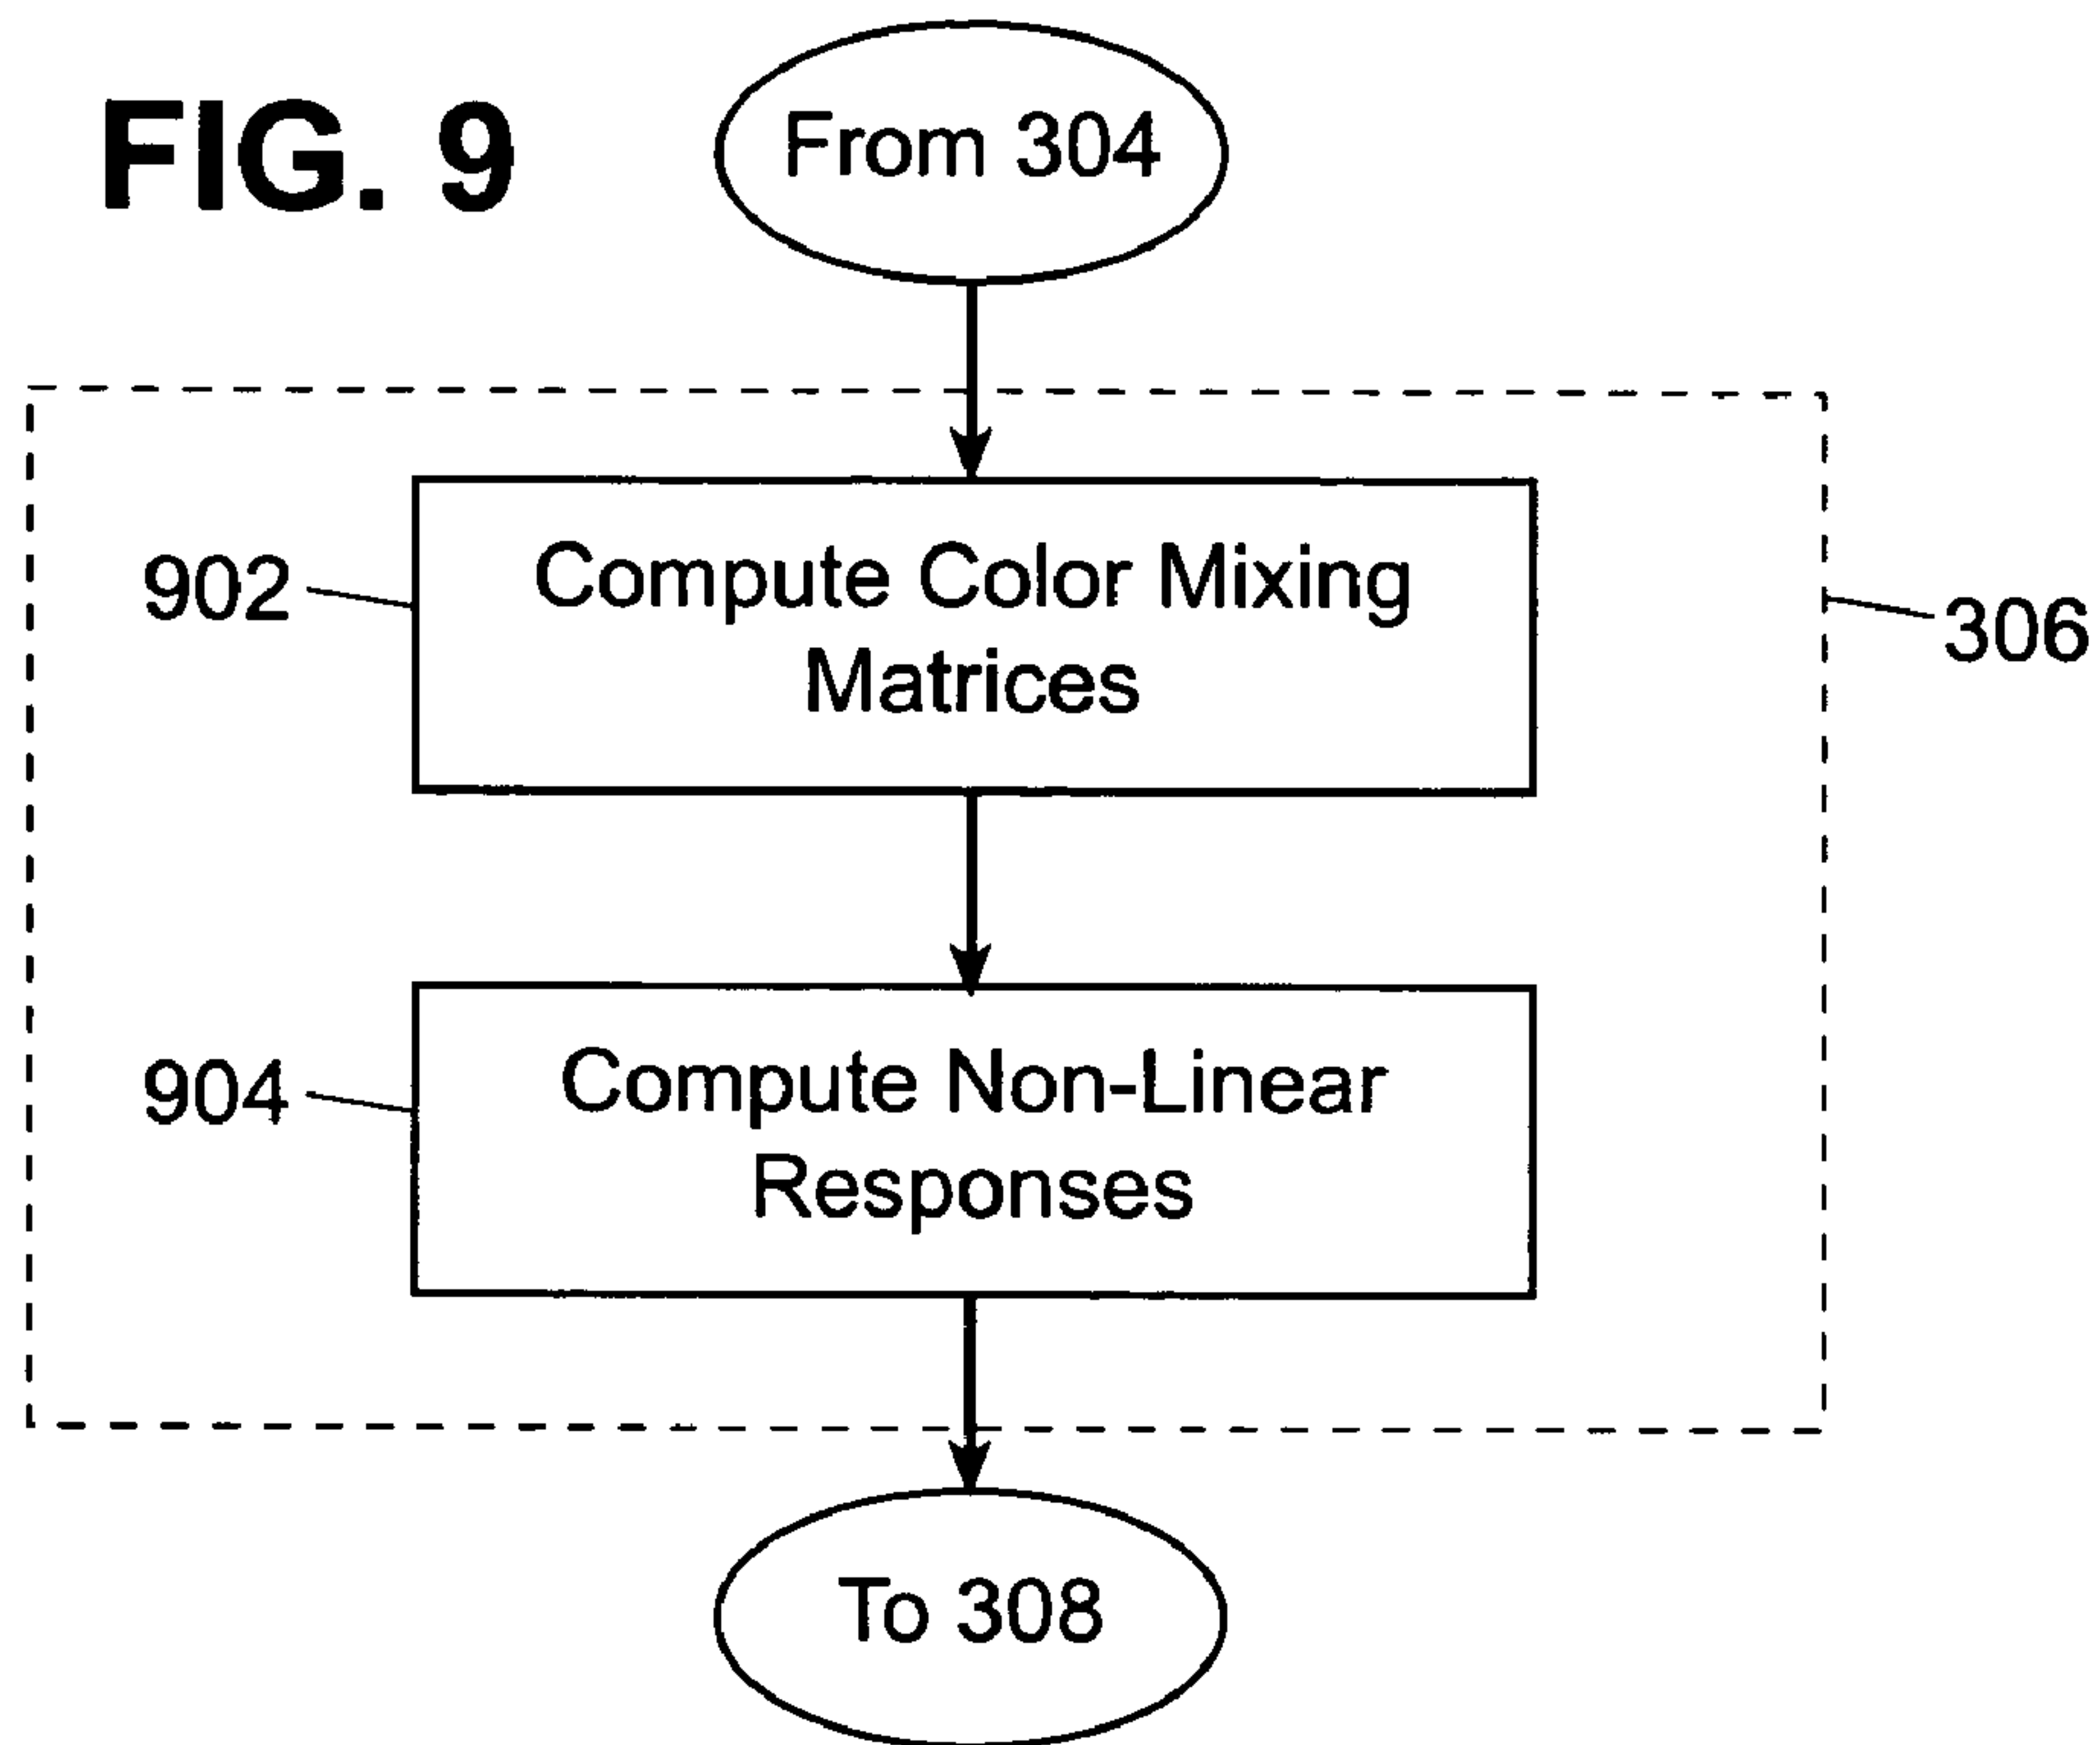 FIG. 9
From 304
902
Compute Color Mixing
Matrices
306
904
Compute Non-Linear
Responses
To 308